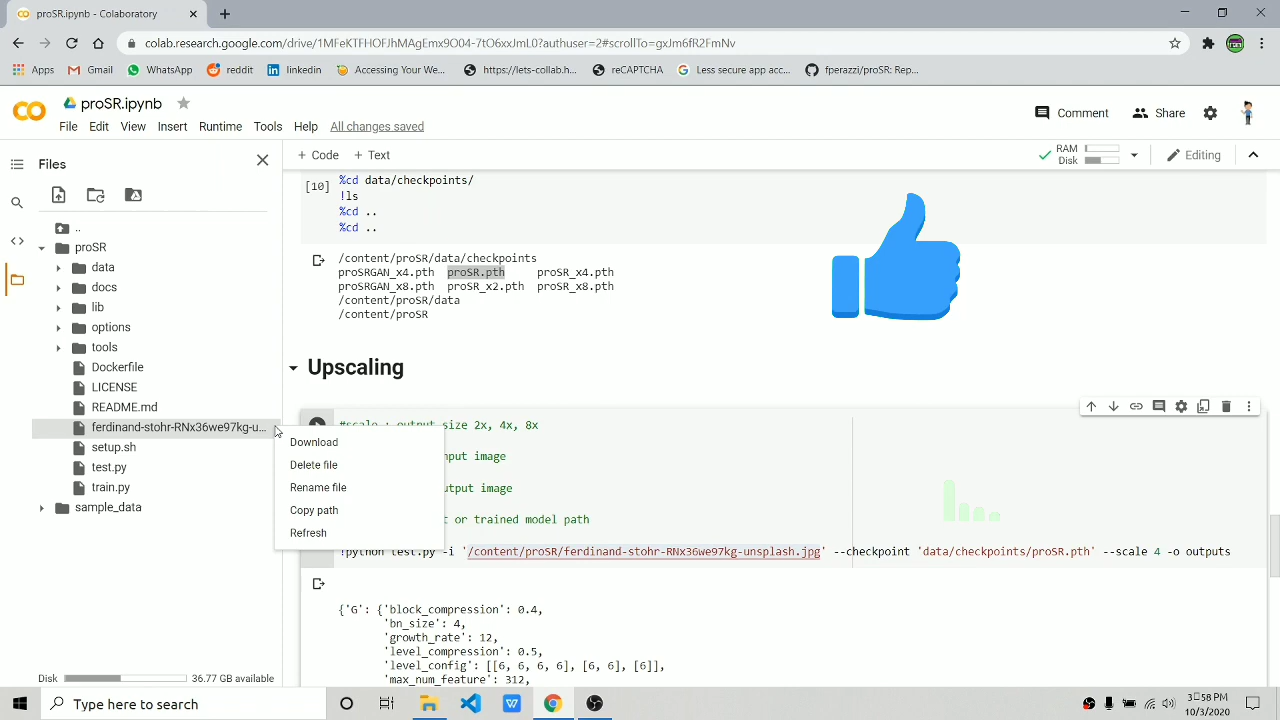 proSR.ipynb - Colaboratory
colab.research.google.com/drive/1MFeKTFHOFJhMAgEmx9O04-7tO6xxJmL0?authuser=2#scrollTo=gxJm6fR2FmNv
Apps Gmail WhatsApp reddit linkedin Accessing Your We... https://lets-collab.h... reCAPTCHA Less secure app acc... fperazzi/proSR: Rep...
proSR.ipynb
Comment Share
File Edit View Insert Runtime Tools Help All changes saved
Files
+ Code + Text
RAM
Disk
Editing
..
proSR
data
docs
lib
options
tools
Dockerfile
LICENSE
README.md
ferdinand-stohr-RNx36we97kg-u...
setup.sh
test.py
train.py
sample_data
Disk 36.77 GB available
Download
Delete file
Rename file
Copy path
Refresh
[10] %cd data/checkpoints/
!ls
%cd ..
%cd ..
/content/proSR/data/checkpoints
proSRGAN_x4.pth proSR.pth proSR_x4.pth
proSRGAN_x8.pth proSR_x2.pth proSR_x8.pth
/content/proSR/data
/content/proSR
Upscaling
#scale : output size 2x, 4x, 8x
input image
output image
or trained model path
!python test.py -i '/content/proSR/ferdinand-stohr-RNx36we97kg-unsplash.jpg' --checkpoint 'data/checkpoints/proSR.pth' --scale 4 -o outputs
{'G': {'block_compression': 0.4,
'bn_size': 4,
'growth_rate': 12,
'level_compression': 0.5,
'level_config': [[6, 6, 6, 6], [6, 6], [6]],
'max_num_feature': 312,
Type here to search
3:58 PM
10/3/2020